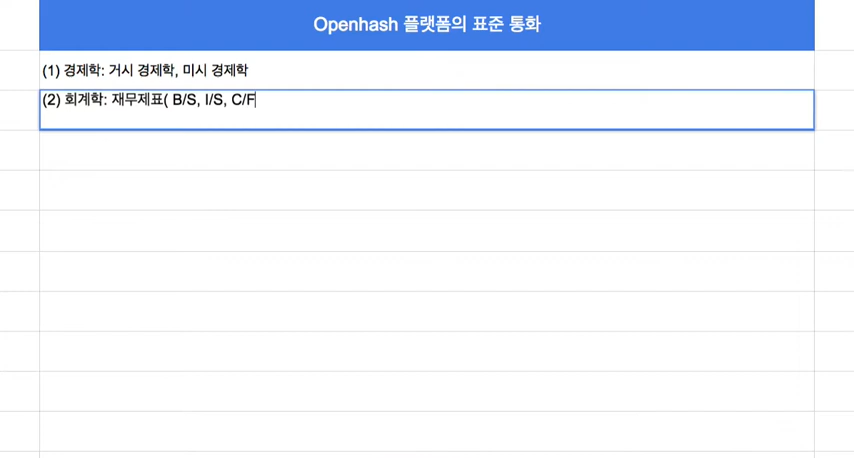 Openhash 플랫폼의 표준 통화
(1) 경제학: 거시 경제학, 미시 경제학
(2) 회계학: 재무제표( B/S, I/S, C/F